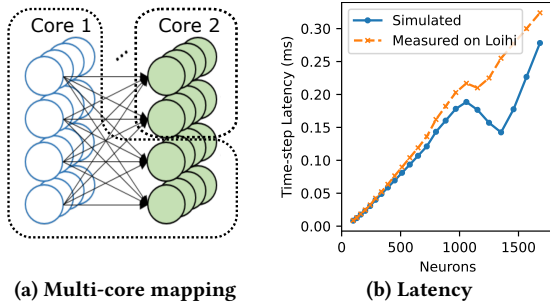 Core 1
...
Core 2
(a) Multi-core mapping
Time-step Latency (ms)
0.30
0.25
0.20
0.15
0.10
0.05
0.00
Simulated
Measured on Loihi
0
500
1000
1500
Neurons
(b) Latency